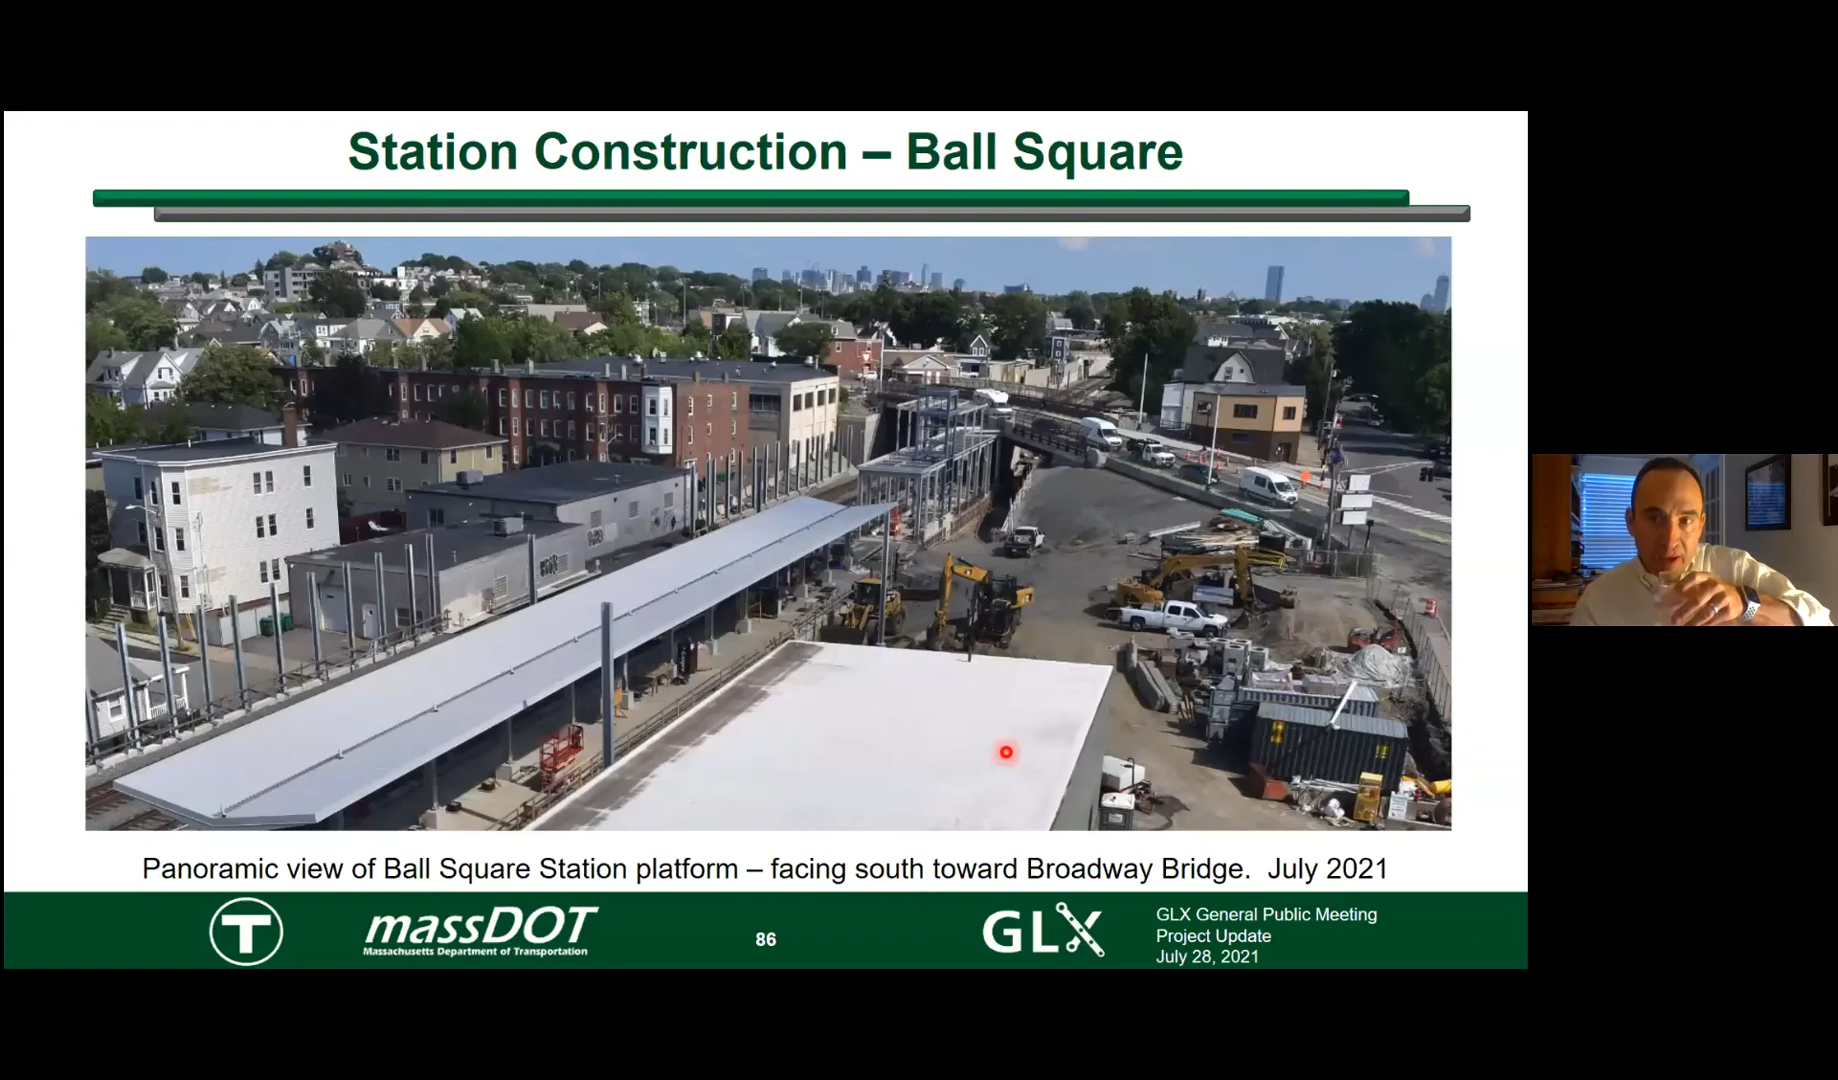 Station Construction – Ball Square
Panoramic view of Ball Square Station platform – facing south toward Broadway Bridge.  July 2021
T
massDOT
Massachusetts Department of Transportation
86
GLX
GLX General Public Meeting
Project Update
July 28, 2021